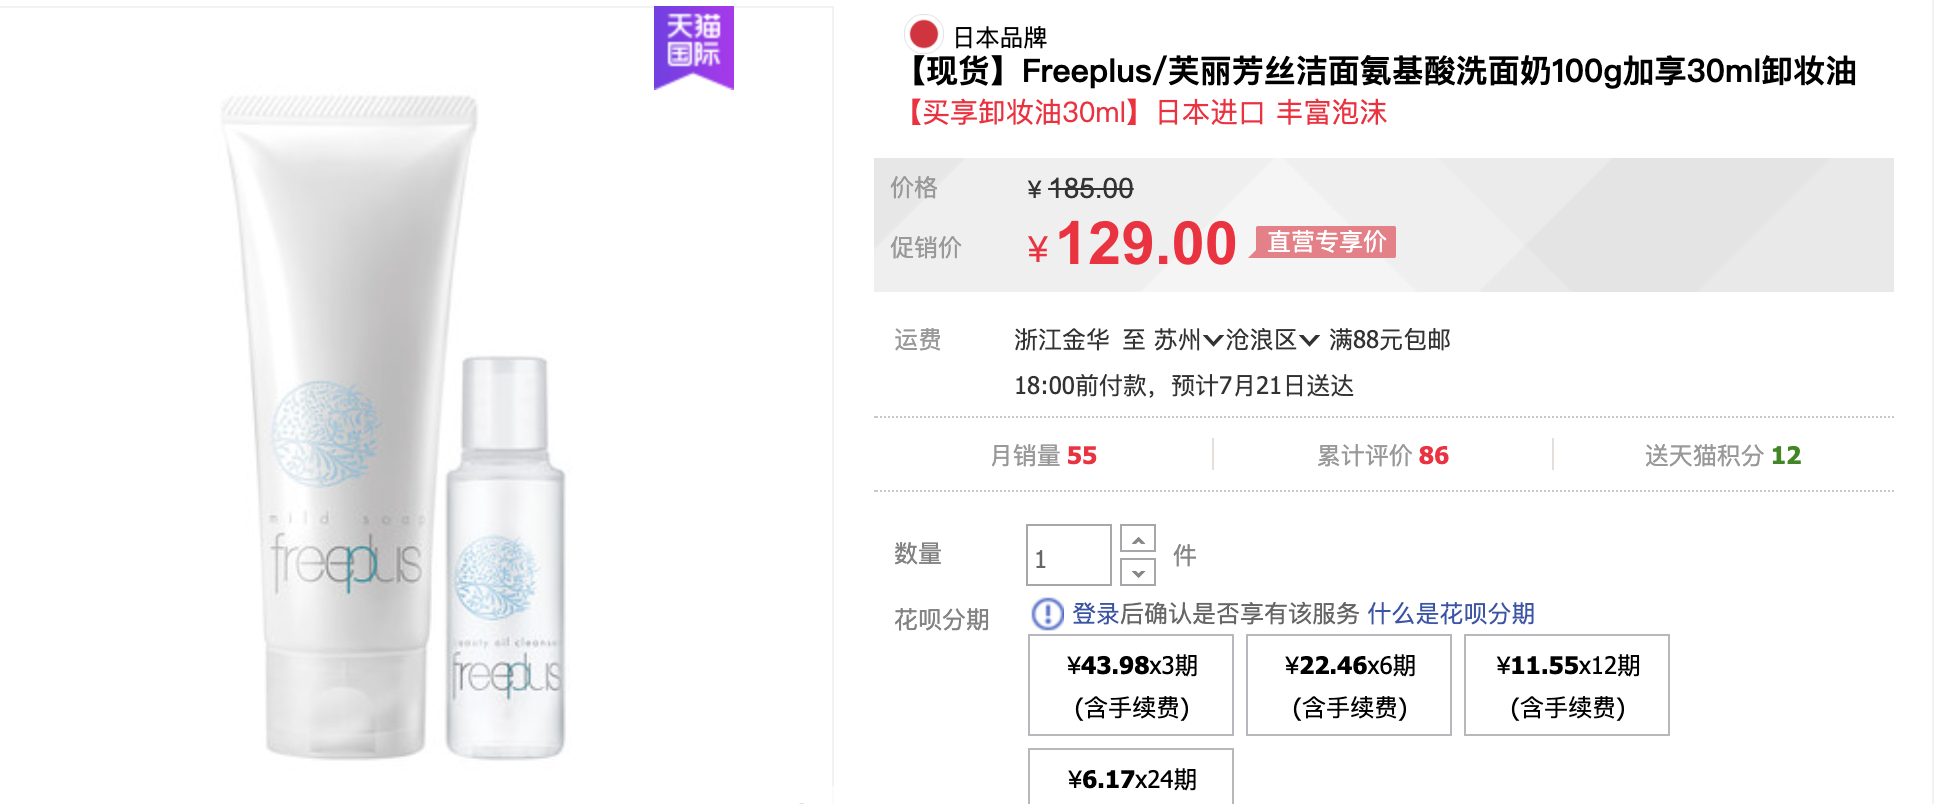 天猫
国际
mild soap
freeplus
beauty oil cleanser
freeplus
日本品牌
【现货】Freeplus/芙丽芳丝洁面氨基酸洗面奶100g加享30ml卸妆油
【买享卸妆油30ml】日本进口 丰富泡沫
价格 ¥ 185.00
促销价 ¥ 129.00 直营专享价
运费 浙江金华 至 苏州 沧浪区 满88元包邮
18:00前付款，预计7月21日送达
月销量 55 累计评价 86 送天猫积分 12
数量 1 件
花呗分期 登录后确认是否享有该服务 什么是花呗分期
¥43.98x3期 ¥22.46x6期 ¥11.55x12期
(含手续费) (含手续费) (含手续费)
¥6.17x24期